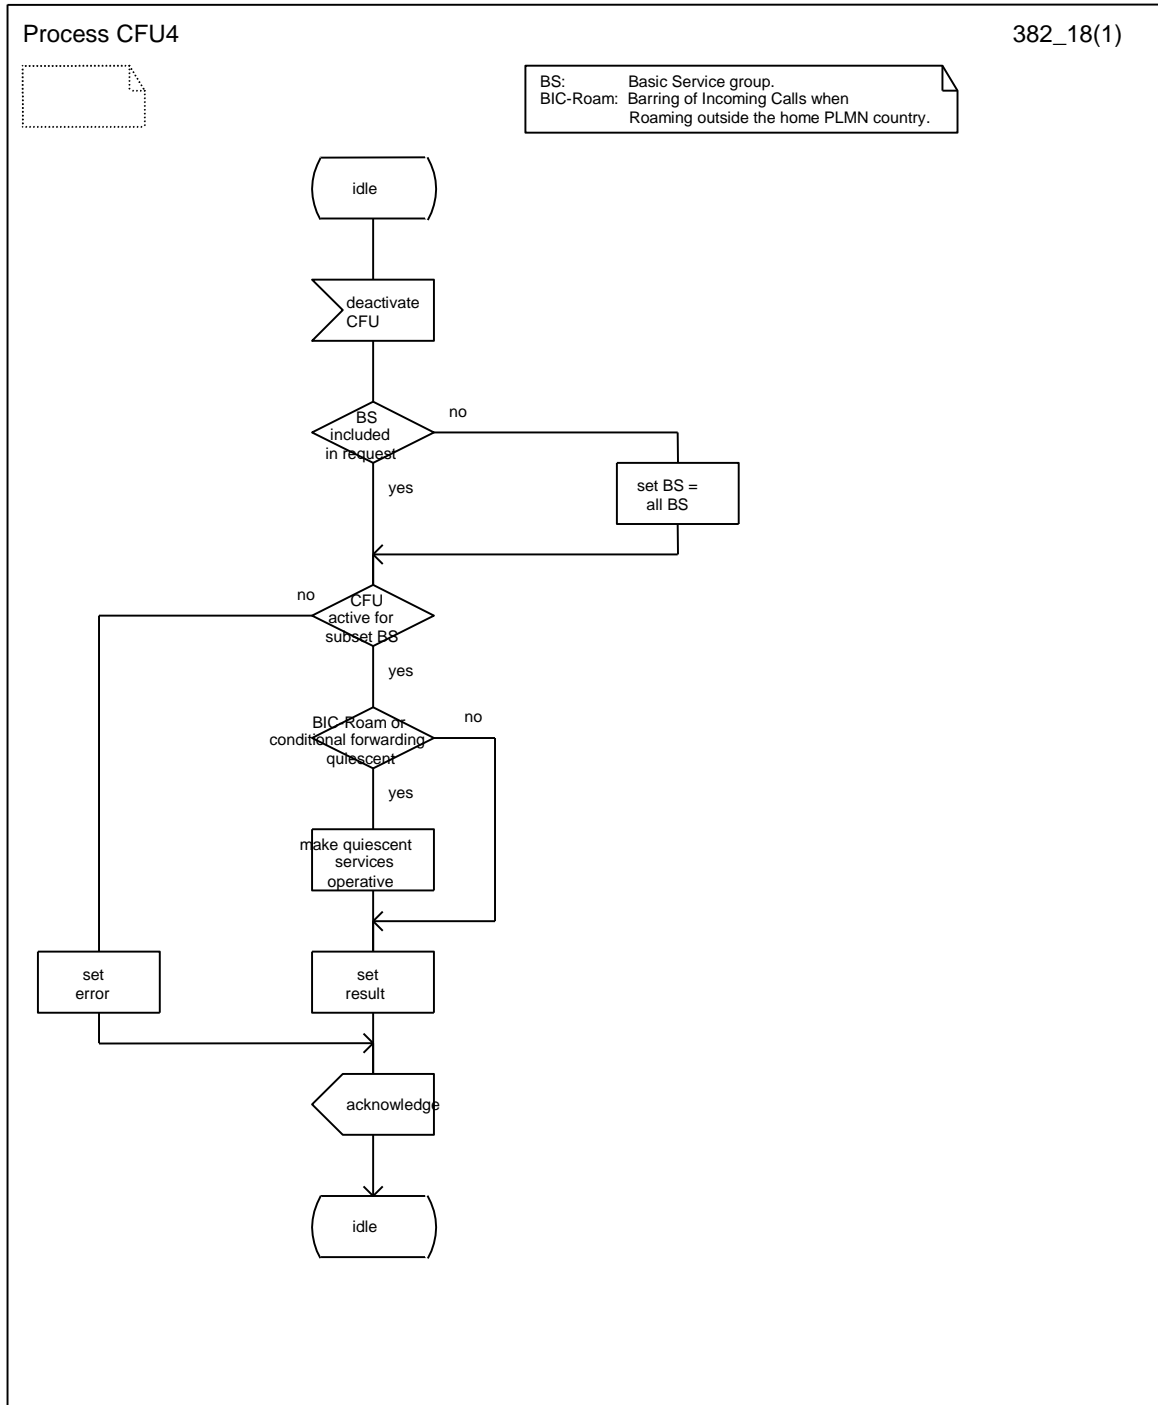 Process CFU4
382_18(1)
BS: Basic Service group.
BIC-Roam: Barring of Incoming Calls when
Roaming outside the home PLMN country.
idle
deactivate
CFU
BS
included
in request
no
yes
set BS =
all BS
CFU
active for
subset BS
no
yes
BIC-Roam or
conditional forwarding
quiescent
no
yes
make quiescent
services
operative
set
error
set
result
acknowledge
idle